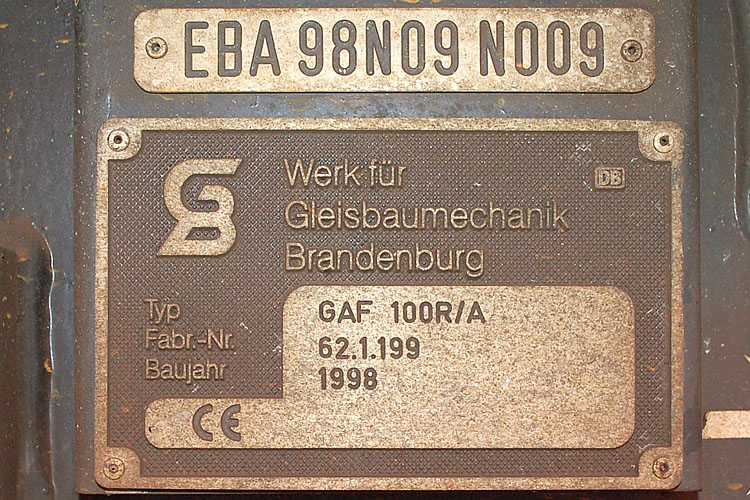 EBA 98N09 N009
GB
Werk für
DB
Gleisbaumechanik
Brandenburg
Typ GAF 100R/A
Fabr.-Nr. 62.1.199
Baujahr 1998
CE